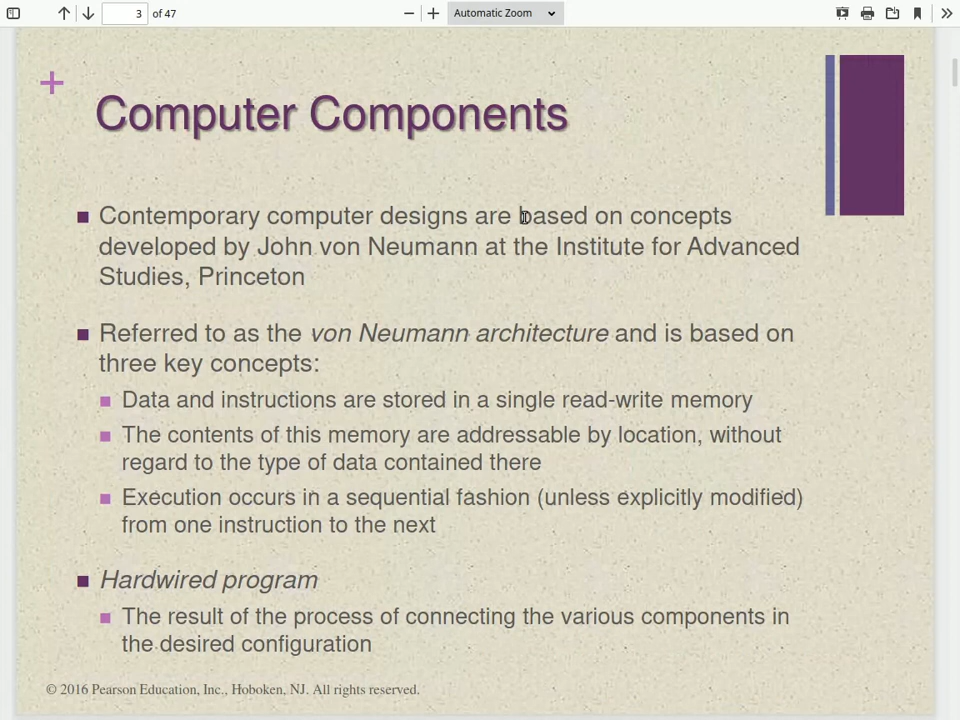 3 of 47 Automatic Zoom
Computer Components
Contemporary computer designs are based on concepts
developed by John von Neumann at the Institute for Advanced
Studies, Princeton
Referred to as the von Neumann architecture and is based on
three key concepts:
Data and instructions are stored in a single read-write memory
The contents of this memory are addressable by location, without
regard to the type of data contained there
Execution occurs in a sequential fashion (unless explicitly modified)
from one instruction to the next
Hardwired program
The result of the process of connecting the various components in
the desired configuration
© 2016 Pearson Education, Inc., Hoboken, NJ. All rights reserved.